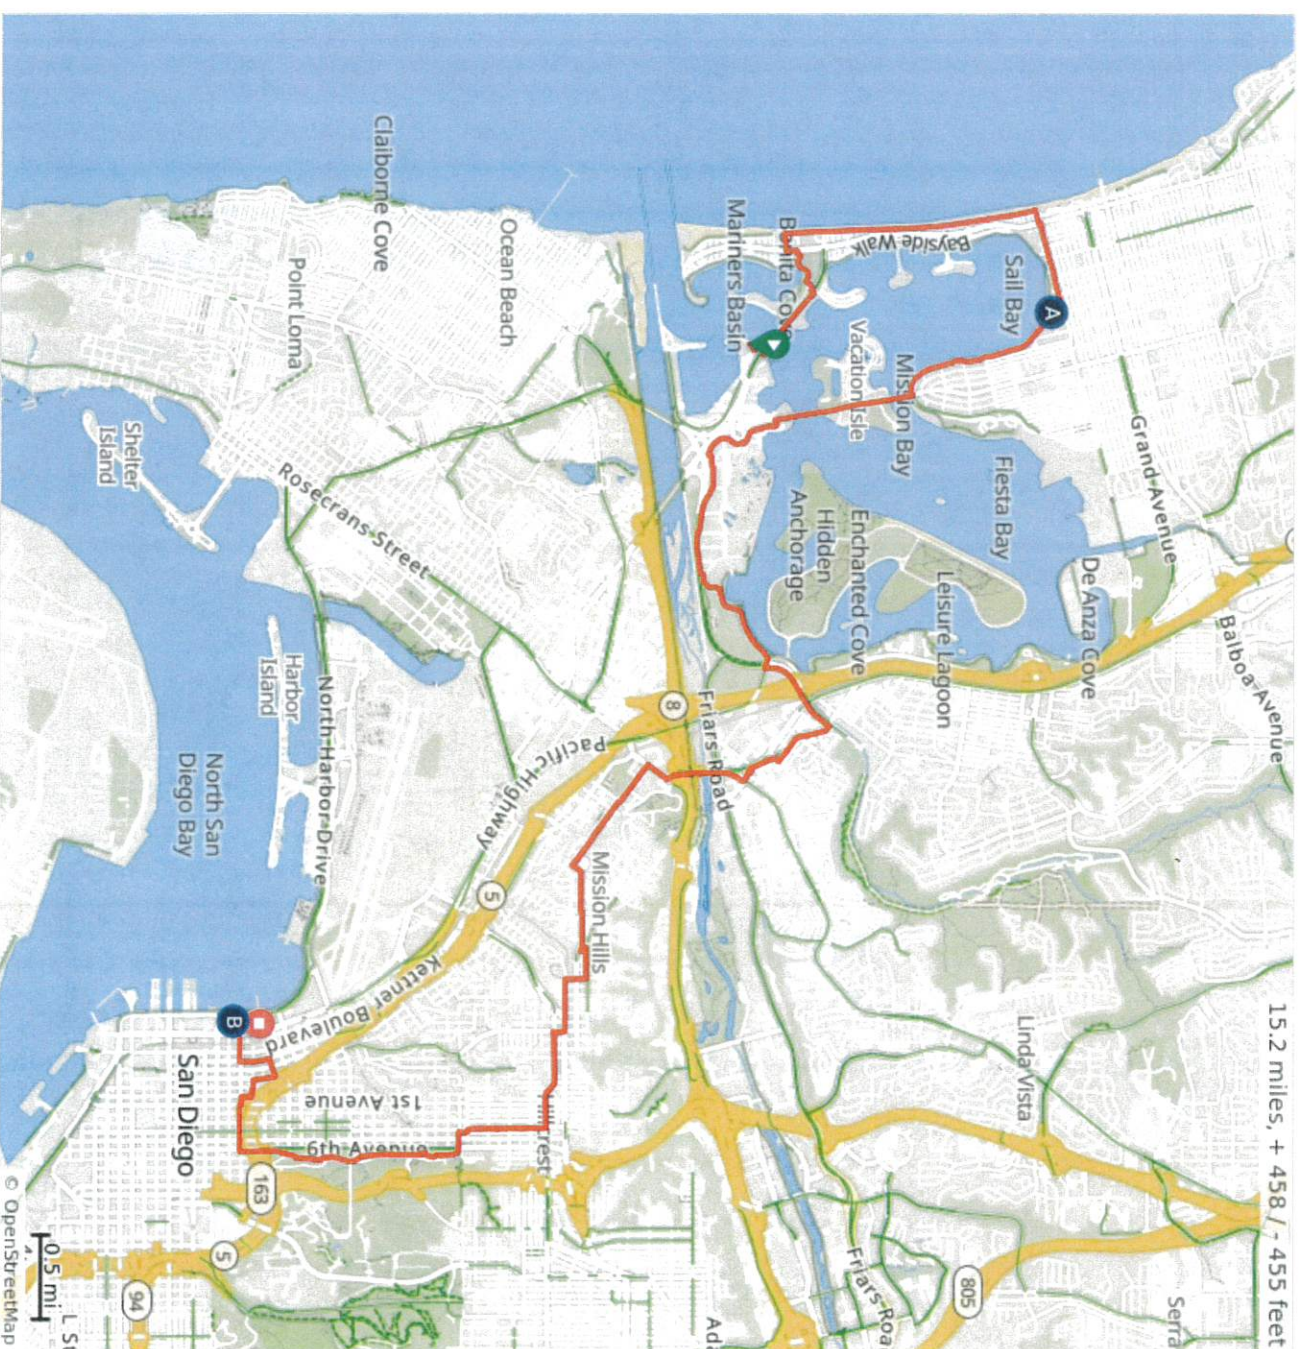 15.2 miles, + 458 / - 455 feet
Balboa-Avenue
Grand-Avenue
De Anza Cove
Sail Bay
Fiesta Bay
A
Leisure Lagoon
Bayside Walk
Mission Bay
Vacation Isle
Enchanted Cove
Hidden
Anchorage
Bonita Cove
Mariners Basin
Linda Vista
Serra
805
Friars-Roa
Friars-Road
8
Ocean Beach
Pacific-Highway
Mission Hills
Hillcrest
Claiborne Cove
Point Loma
Rosecrans-Street
5
Kettner Boulevard
1st Avenue
6th-Avenue
North-Harbor-Drive
Harbor
Island
Shelter
Island
North San
Diego Bay
B
San Diego
163
5
94
L St
0.5 mi
© OpenStreetMap